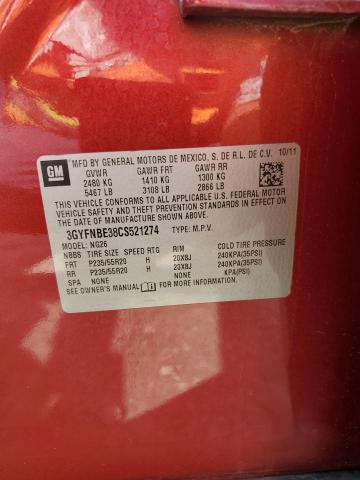 GM
MFD BY GENERAL MOTORS DE MEXICO, S. DE R.L. DE C.V. 10/11
GVWR GAWR FRT GAWR RR
2480 KG 1410 KG 1300 KG
5467 LB 3108 LB 2866 LB
THIS VEHICLE CONFORMS TO ALL APPLICABLE U.S. FEDERAL MOTOR
VEHICLE SAFETY AND THEFT PREVENTION STANDARDS IN EFFECT ON THE
DATE OF MANUFACTURE SHOWN ABOVE.
3GYFNBE38CS521274 TYPE: M.P.V.
MODEL: NG26
NBBS TIRE SIZE SPEED RTG RIM COLD TIRE PRESSURE
FRT P235/55R20 H 20X8J 240KPA(35PSI)
RR P235/55R20 H 20X8J 240KPA(35PSI)
SPA NONE KPA(PSI)
SEE OWNER'S MANUAL FOR MORE INFORMATION.